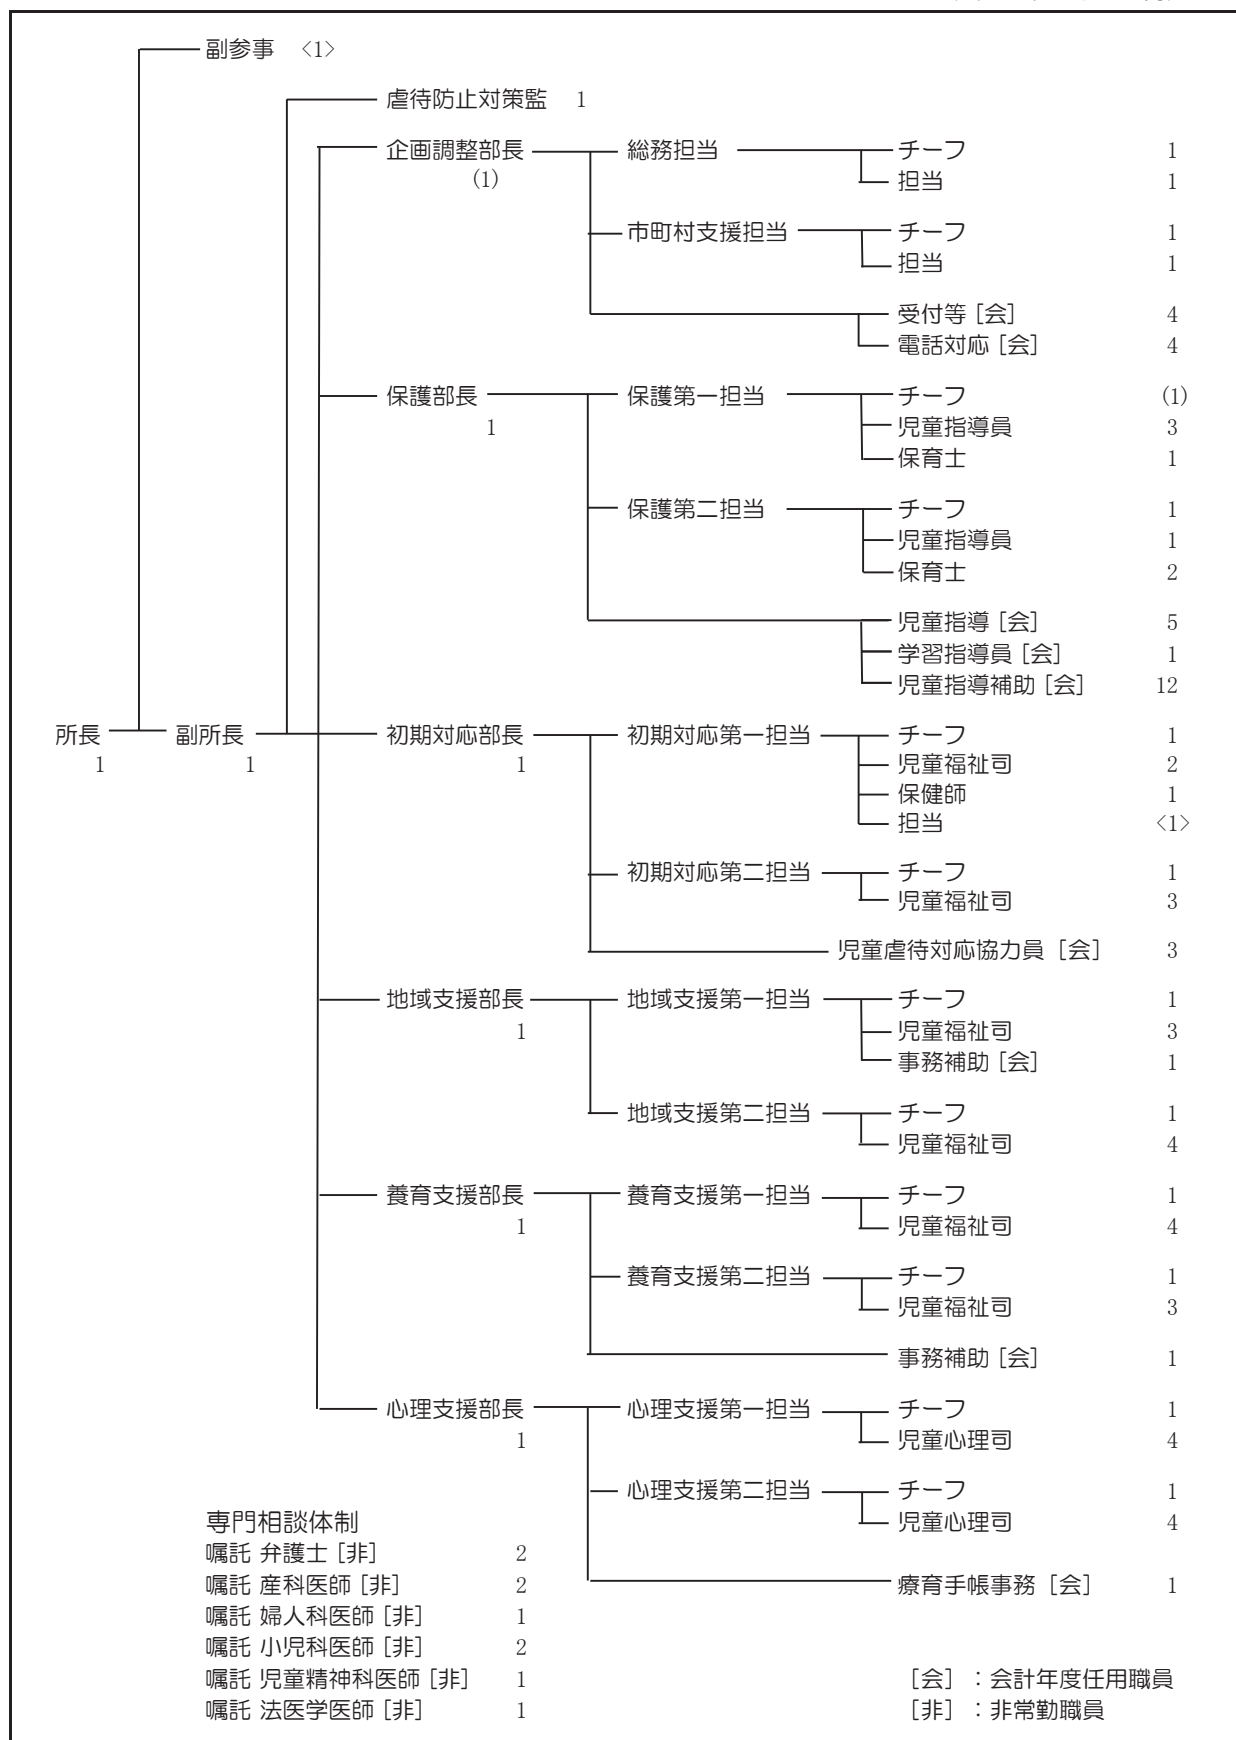 副参事 <1>
虐待防止対策監 1
企画調整部長 総務担当 チーフ 1
(1) 担当 1
市町村支援担当 チーフ 1
担当 1
受付等[会] 4
電話対応[会] 4
保護部長 保護第一担当 チーフ (1)
1 児童指導員 3
保育士 1
保護第二担当 チーフ 1
児童指導員 1
保育士 2
児童指導[会] 5
学習指導員[会] 1
児童指導補助[会] 12
所長 副所長 初期対応部長 初期対応第一担当 チーフ 1
1 1 1 児童福祉司 2
保健師 1
担当 <1>
初期対応第二担当 チーフ 1
児童福祉司 3
児童虐待対応協力員[会] 3
地域支援部長 地域支援第一担当 チーフ 1
1 児童福祉司 3
事務補助[会] 1
地域支援第二担当 チーフ 1
児童福祉司 4
養育支援部長 養育支援第一担当 チーフ 1
1 児童福祉司 4
養育支援第二担当 チーフ 1
児童福祉司 3
事務補助[会] 1
心理支援部長 心理支援第一担当 チーフ 1
1 児童心理司 4
心理支援第二担当 チーフ 1
児童心理司 4
療育手帳事務[会] 1
専門相談体制
嘱託 弁護士[非] 2
嘱託 産科医師[非] 2
嘱託 婦人科医師[非] 1
嘱託 小児科医師[非] 2
嘱託 児童精神科医師[非] 1
嘱託 法医学医師[非] 1
[会]:会計年度任用職員
[非]:非常勤職員